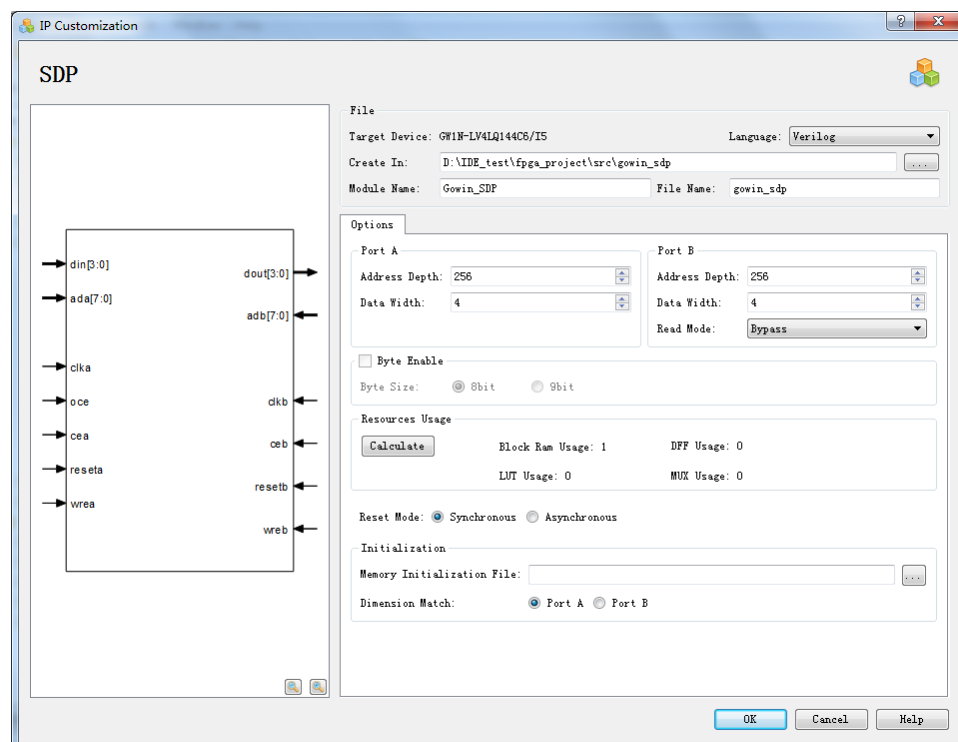 IP Customization
SDP
din[3:0]
dout[3:0]
ada[7:0]
adb[7:0]
clka
oce
clkb
cea
ceb
reseta
resetb
wrea
wreb
File
Target Device: GW1N-LV4LQ144C6/I5 Language: Verilog
Create In: D:\IDE_test\fpga_project\src\gowin_sdp ...
Module Name: Gowin_SDP File Name: gowin_sdp
Options
Port A
Address Depth: 256
Data Width: 4
Port B
Address Depth: 256
Data Width: 4
Read Mode: Bypass
Byte Enable
Byte Size: 8bit 9bit
Resources Usage
Calculate Block Ram Usage: 1 DFF Usage: 0
LUT Usage: 0 MUX Usage: 0
Reset Mode: Synchronous Asynchronous
Initialization
Memory Initialization File: ...
Dimension Match: Port A Port B
OK Cancel Help